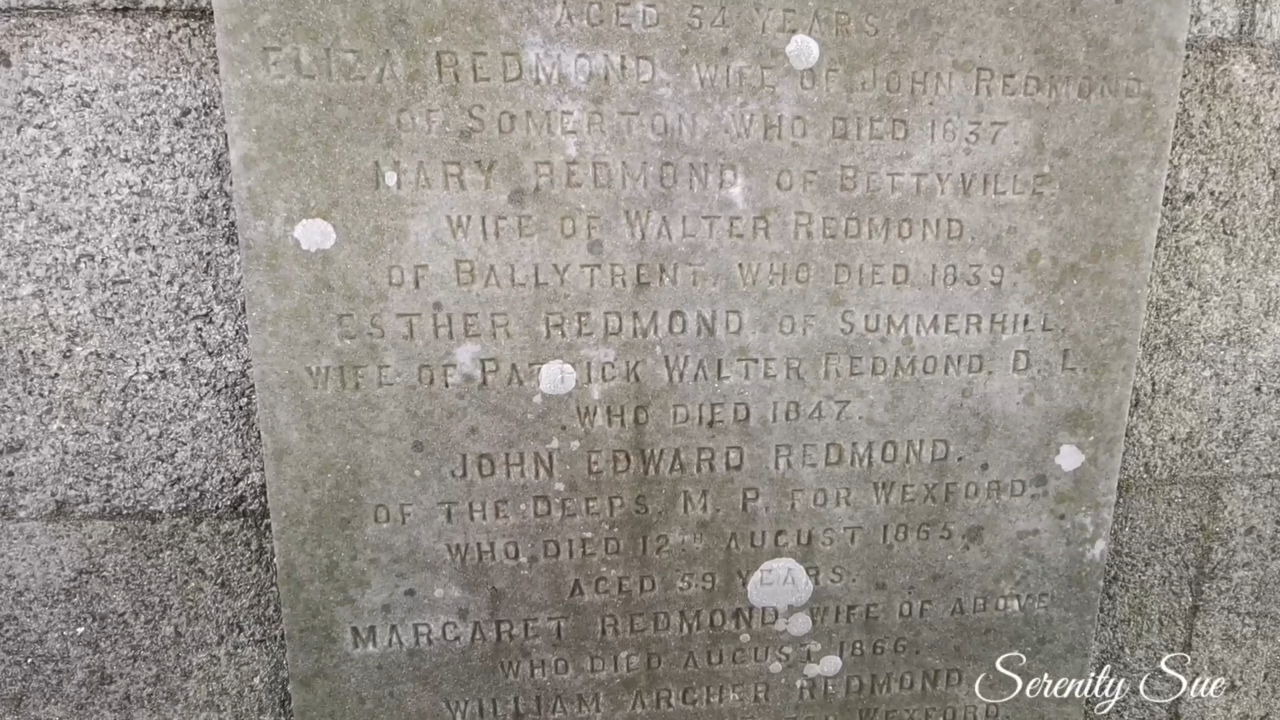 AGED 54 YEARS.
ELIZA REDMOND, WIFE OF JOHN REDMOND
OF SOMERTON, WHO DIED 1837.
MARY REDMOND, OF BETTYVILLE,
WIFE OF WALTER REDMOND,
OF BALLYTRENT, WHO DIED 1839.
ESTHER REDMOND, OF SUMMERHILL,
WIFE OF PATRICK WALTER REDMOND, D. L.
WHO DIED 1847.
JOHN EDWARD REDMOND,
OF THE DEEPS, M. P. FOR WEXFORD,
WHO DIED 12TH AUGUST 1865,
AGED 59 YEARS.
MARGARET REDMOND, WIFE OF ABOVE
WHO DIED AUGUST 1866.
WILLIAM ARCHER REDMOND,
FOR WEXFORD,
Serenity Sue